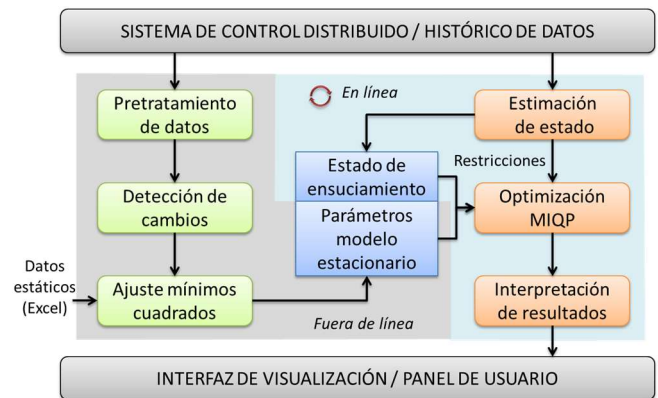 SISTEMA DE CONTROL DISTRIBUIDO / HISTÓRICO DE DATOS
En línea
Pretratamiento
de datos
Estimación
de estado
Estado de
ensuciamiento
Restricciones
Detección de
cambios
Optimización
MIQP
Parámetros
modelo
estacionario
Datos
estáticos
(Excel)
Ajuste mínimos
cuadrados
Interpretación
de resultados
Fuera de línea
INTERFAZ DE VISUALIZACIÓN / PANEL DE USUARIO